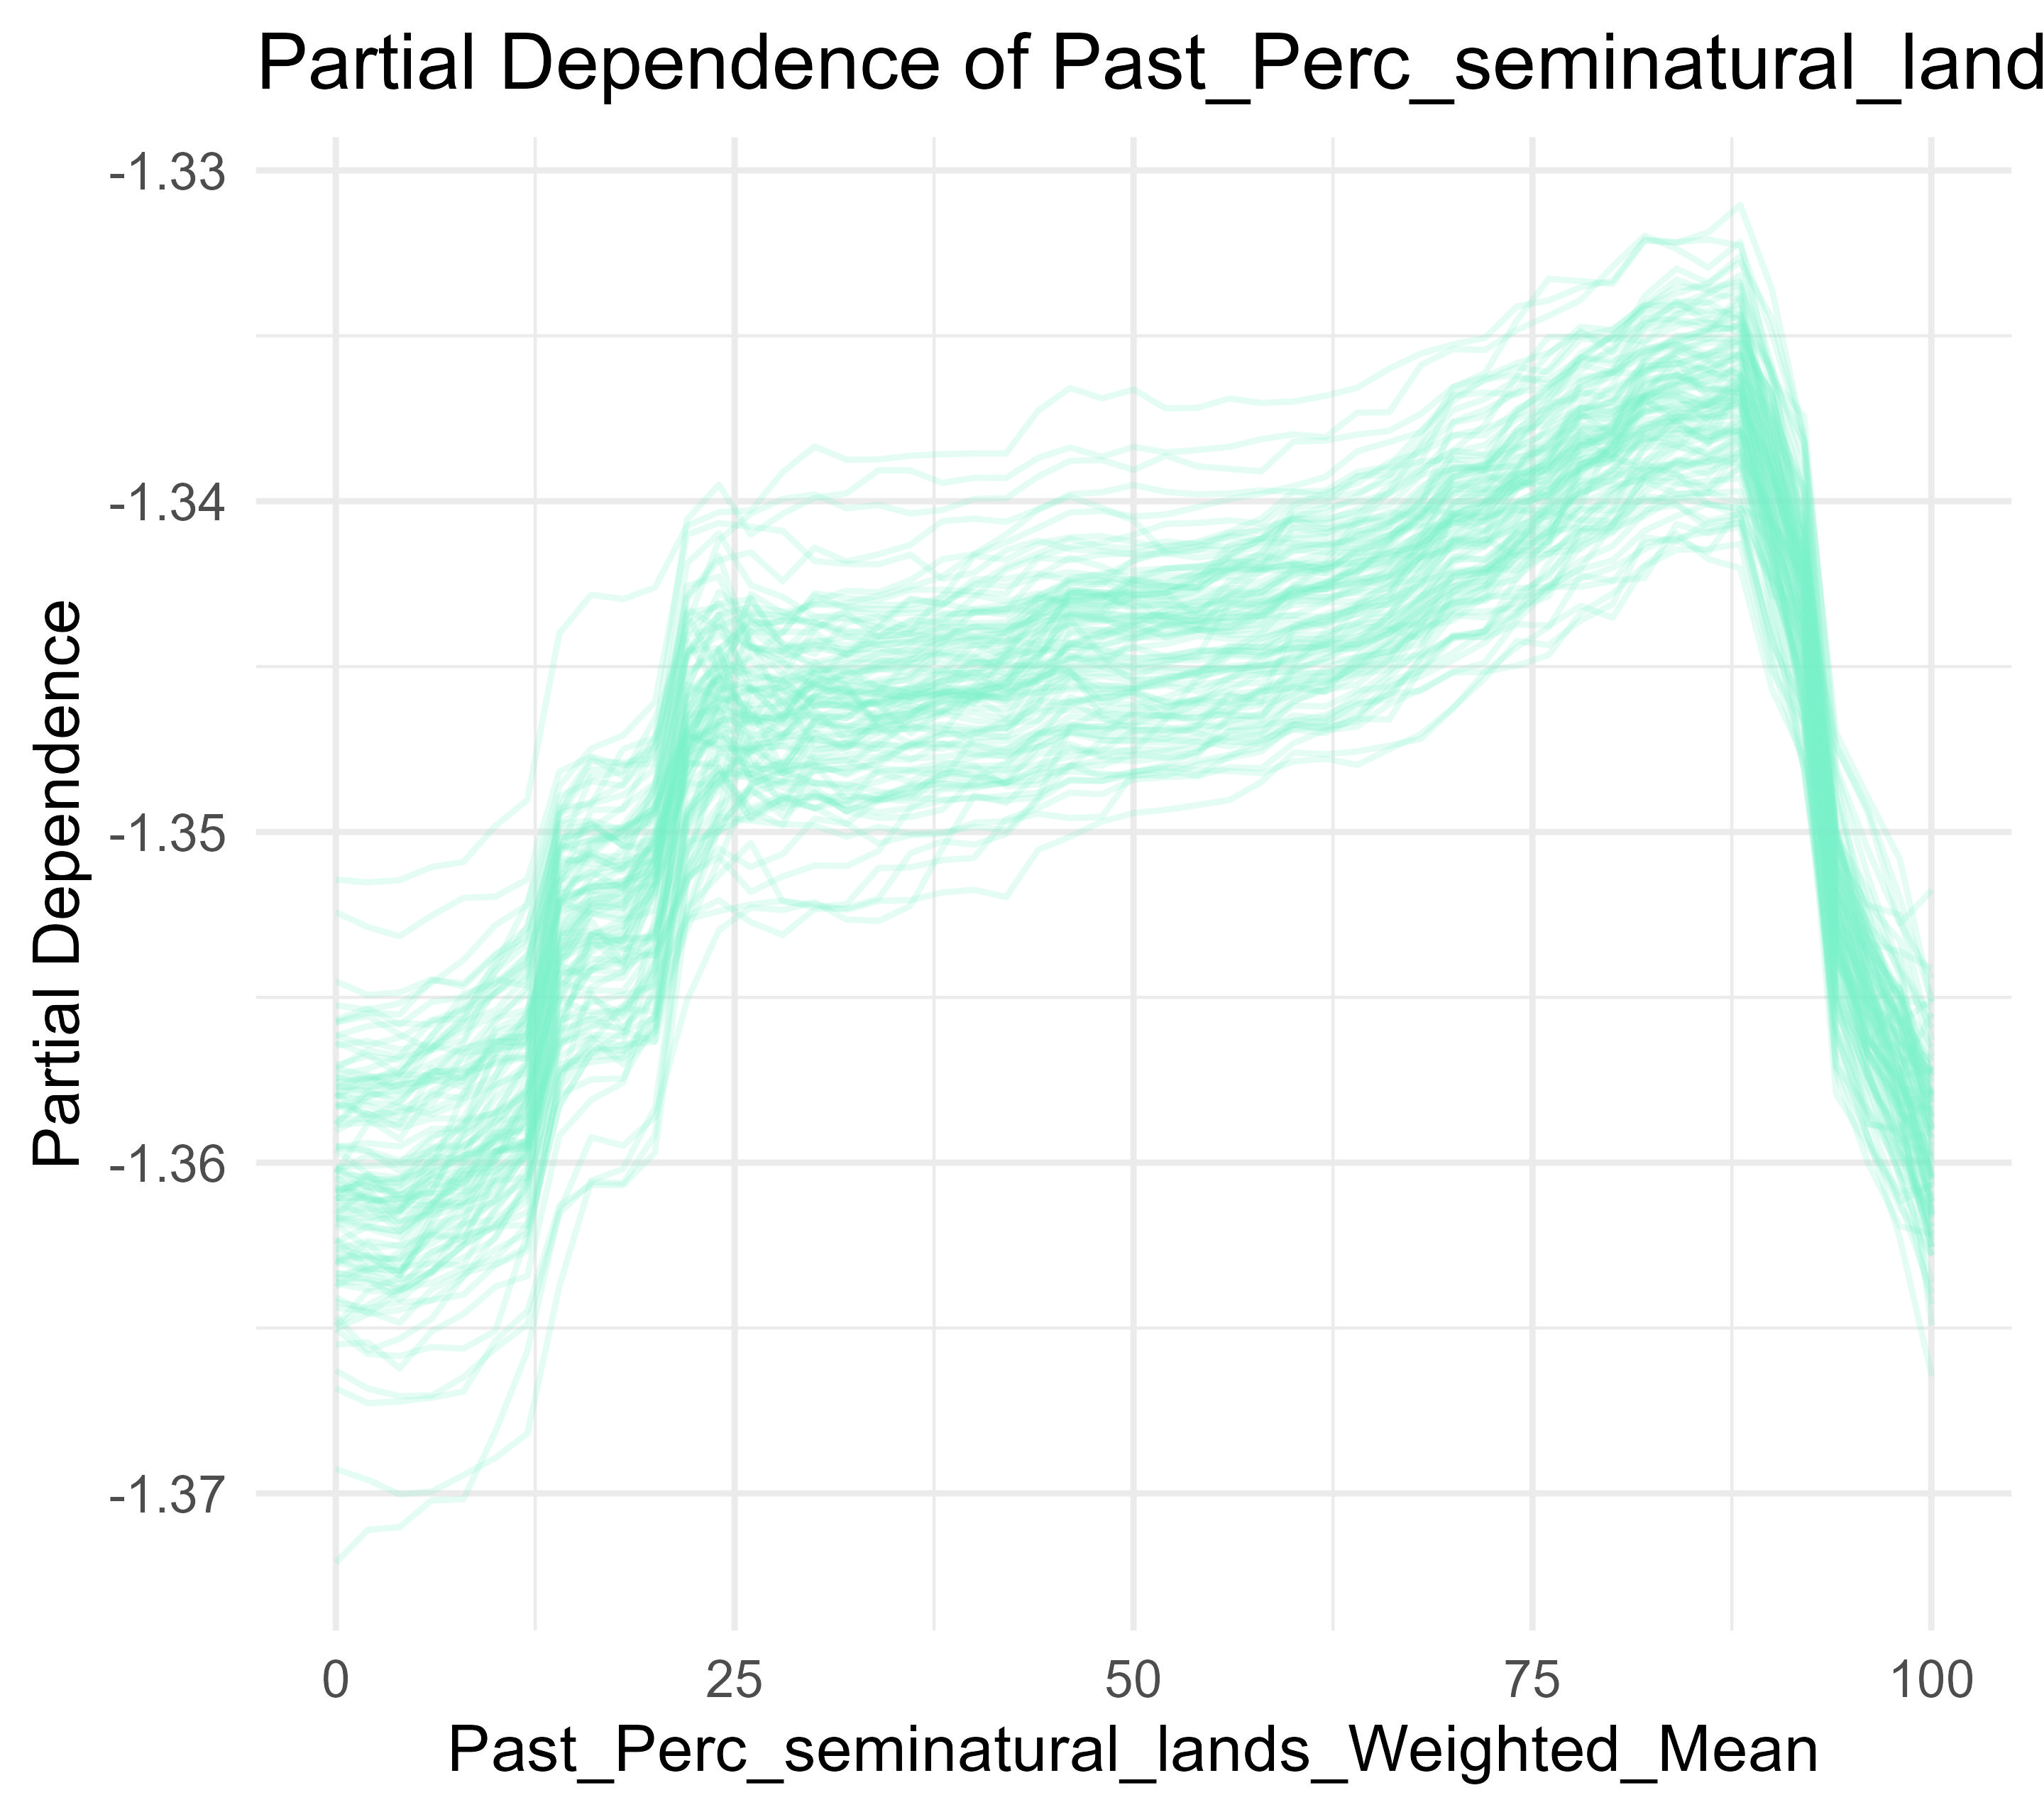 Partial Dependence of Past_Perc_seminatural_land
-1.33
-1.34
-1.35
-1.36
-1.37
Partial Dependence
0 25 50 75 100
Past_Perc_seminatural_lands_Weighted_Mean